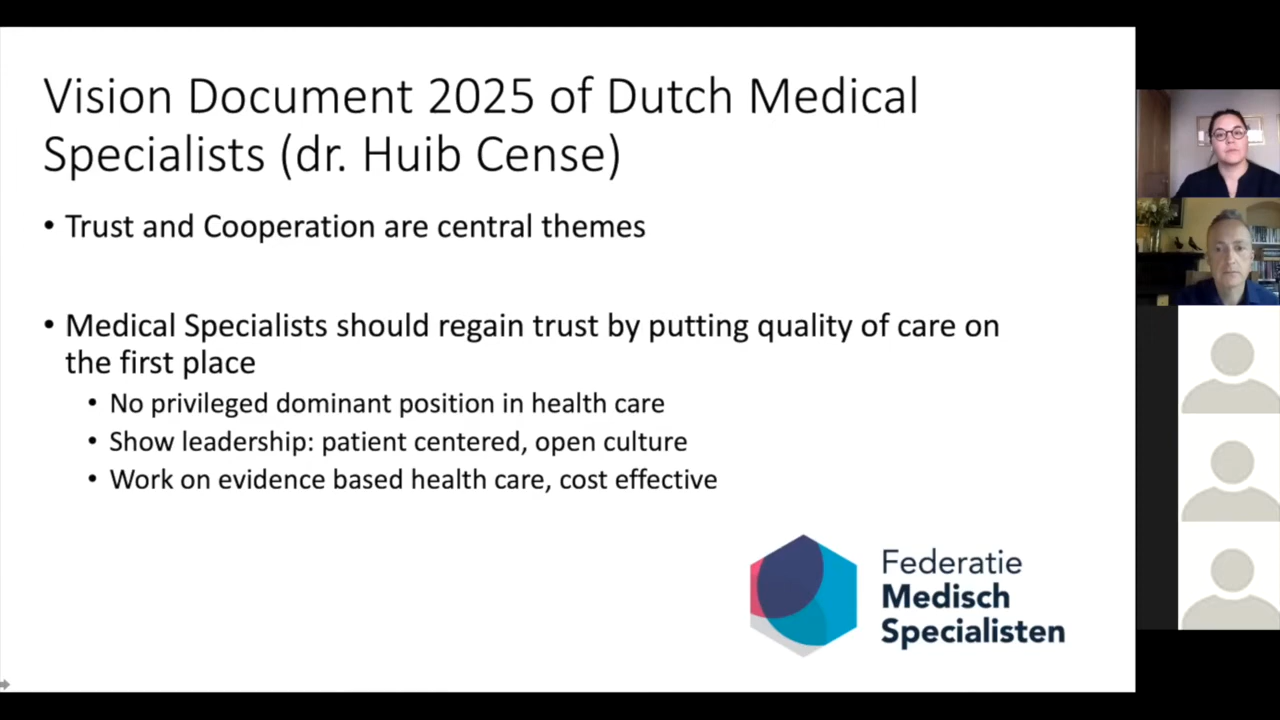 Vision Document 2025 of Dutch Medical
Specialists (dr. Huib Cense)
• Trust and Cooperation are central themes
• Medical Specialists should regain trust by putting quality of care on
the first place
• No privileged dominant position in health care
• Show leadership: patient centered, open culture
• Work on evidence based health care, cost effective
Federatie
Medisch
Specialisten